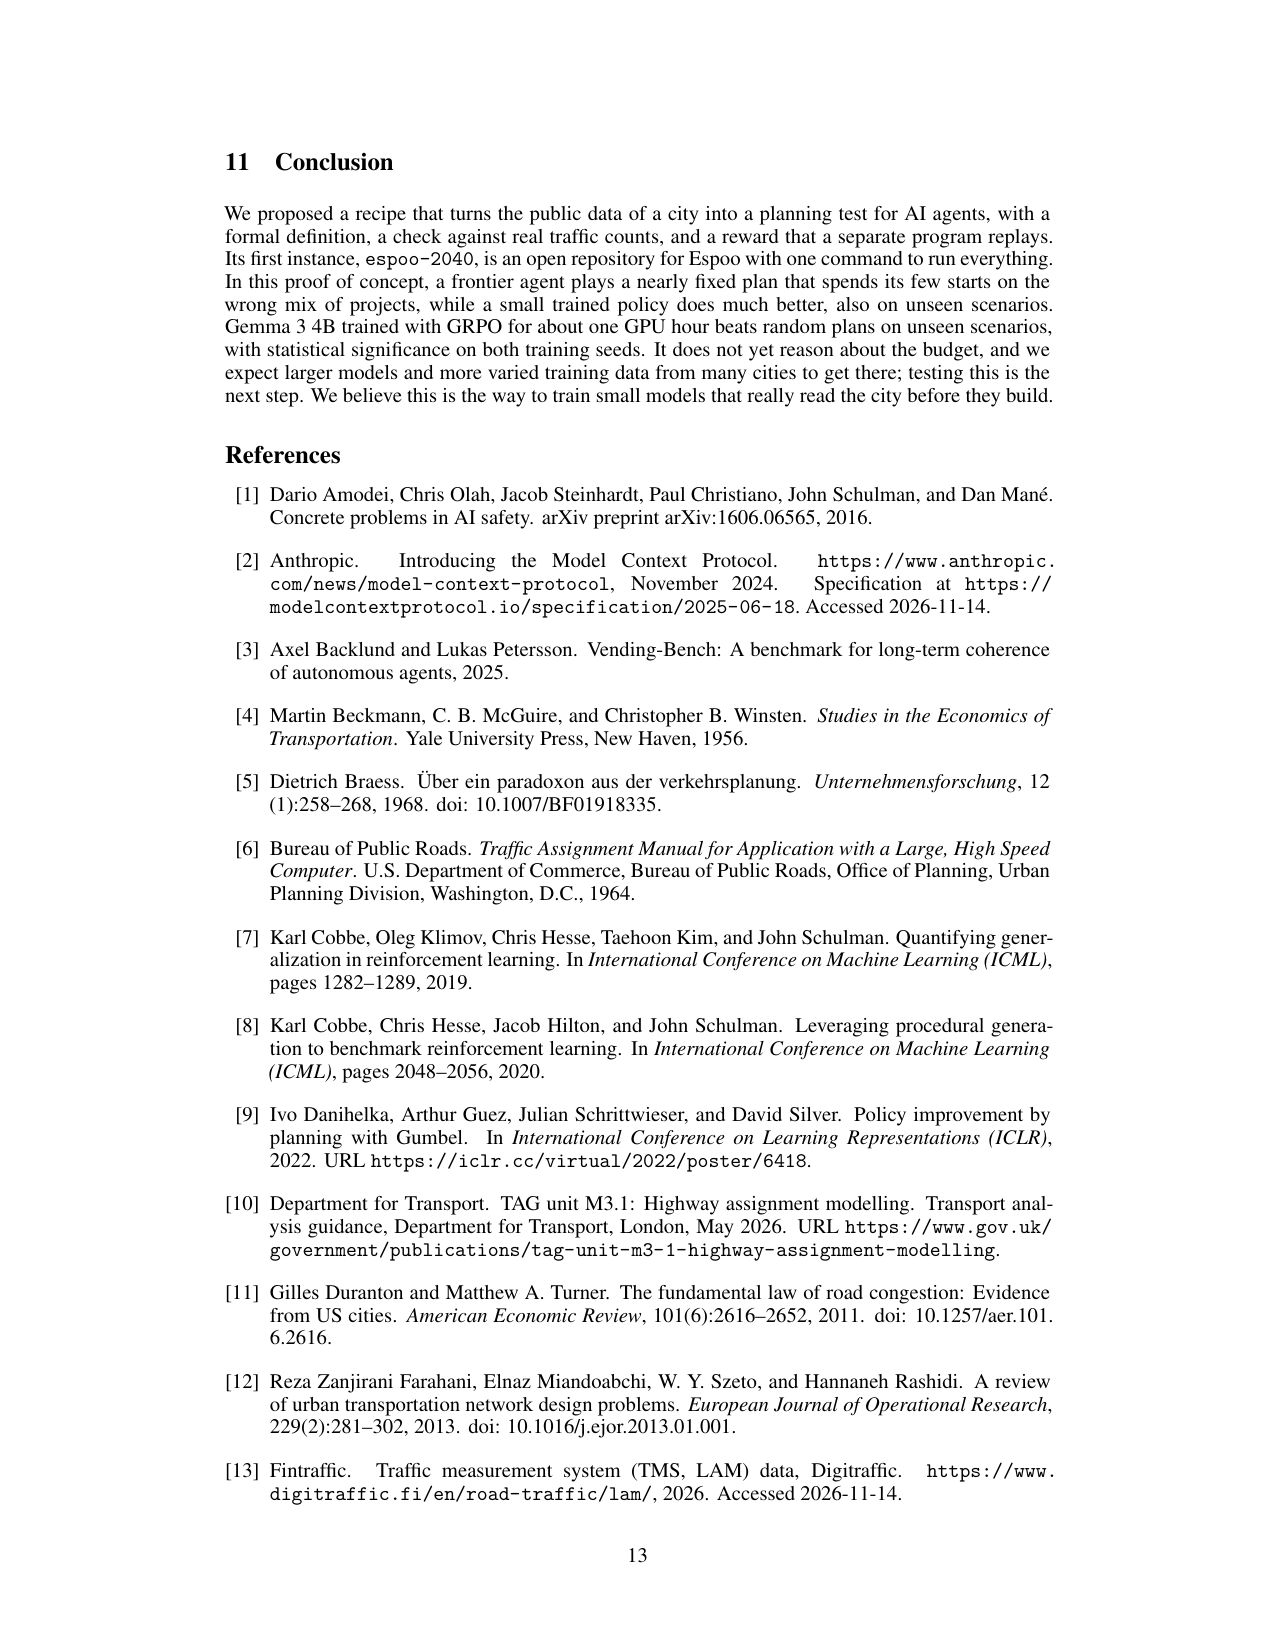 11 Conclusion
We proposed a recipe that turns the public data of a city into a planning test for AI agents, with a
formal definition, a check against real traffic counts, and a reward that a separate program replays.
Its first instance, espoo-2040, is an open repository for Espoo with one command to run everything.
In this proof of concept, a frontier agent plays a nearly fixed plan that spends its few starts on the
wrong mix of projects, while a small trained policy does much better, also on unseen scenarios.
Gemma 3 4B trained with GRPO for about one GPU hour beats random plans on unseen scenarios,
with statistical significance on both training seeds. It does not yet reason about the budget, and we
expect larger models and more varied training data from many cities to get there; testing this is the
next step. We believe this is the way to train small models that really read the city before they build.
References
[1] Dario Amodei, Chris Olah, Jacob Steinhardt, Paul Christiano, John Schulman, and Dan Mané.
Concrete problems in AI safety. arXiv preprint arXiv:1606.06565, 2016.
[2] Anthropic. Introducing the Model Context Protocol. https://www.anthropic.
com/news/model-context-protocol, November 2024. Specification at https://
modelcontextprotocol.io/specification/2025-06-18. Accessed 2026-11-14.
[3] Axel Backlund and Lukas Petersson. Vending-Bench: A benchmark for long-term coherence
of autonomous agents, 2025.
[4] Martin Beckmann, C. B. McGuire, and Christopher B. Winsten. Studies in the Economics of
Transportation. Yale University Press, New Haven, 1956.
[5] Dietrich Braess. Über ein paradoxon aus der verkehrsplanung. Unternehmensforschung, 12
(1):258–268, 1968. doi: 10.1007/BF01918335.
[6] Bureau of Public Roads. Traffic Assignment Manual for Application with a Large, High Speed
Computer. U.S. Department of Commerce, Bureau of Public Roads, Office of Planning, Urban
Planning Division, Washington, D.C., 1964.
[7] Karl Cobbe, Oleg Klimov, Chris Hesse, Taehoon Kim, and John Schulman. Quantifying gener-
alization in reinforcement learning. In International Conference on Machine Learning (ICML),
pages 1282–1289, 2019.
[8] Karl Cobbe, Chris Hesse, Jacob Hilton, and John Schulman. Leveraging procedural genera-
tion to benchmark reinforcement learning. In International Conference on Machine Learning
(ICML), pages 2048–2056, 2020.
[9] Ivo Danihelka, Arthur Guez, Julian Schrittwieser, and David Silver. Policy improvement by
planning with Gumbel. In International Conference on Learning Representations (ICLR),
2022. URL https://iclr.cc/virtual/2022/poster/6418.
[10] Department for Transport. TAG unit M3.1: Highway assignment modelling. Transport anal-
ysis guidance, Department for Transport, London, May 2026. URL https://www.gov.uk/
government/publications/tag-unit-m3-1-highway-assignment-modelling.
[11] Gilles Duranton and Matthew A. Turner. The fundamental law of road congestion: Evidence
from US cities. American Economic Review, 101(6):2616–2652, 2011. doi: 10.1257/aer.101.
6.2616.
[12] Reza Zanjirani Farahani, Elnaz Miandoabchi, W. Y. Szeto, and Hannaneh Rashidi. A review
of urban transportation network design problems. European Journal of Operational Research,
229(2):281–302, 2013. doi: 10.1016/j.ejor.2013.01.001.
[13] Fintraffic. Traffic measurement system (TMS, LAM) data, Digitraffic. https://www.
digitraffic.fi/en/road-traffic/lam/, 2026. Accessed 2026-11-14.
13